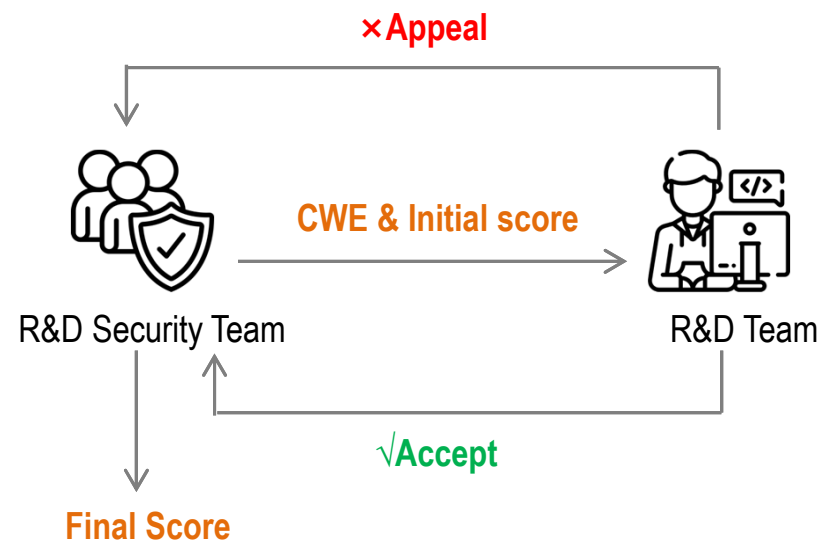 ×Appeal
</>
CWE & Initial score
R&D Security Team
R&D Team
√Accept
Final Score